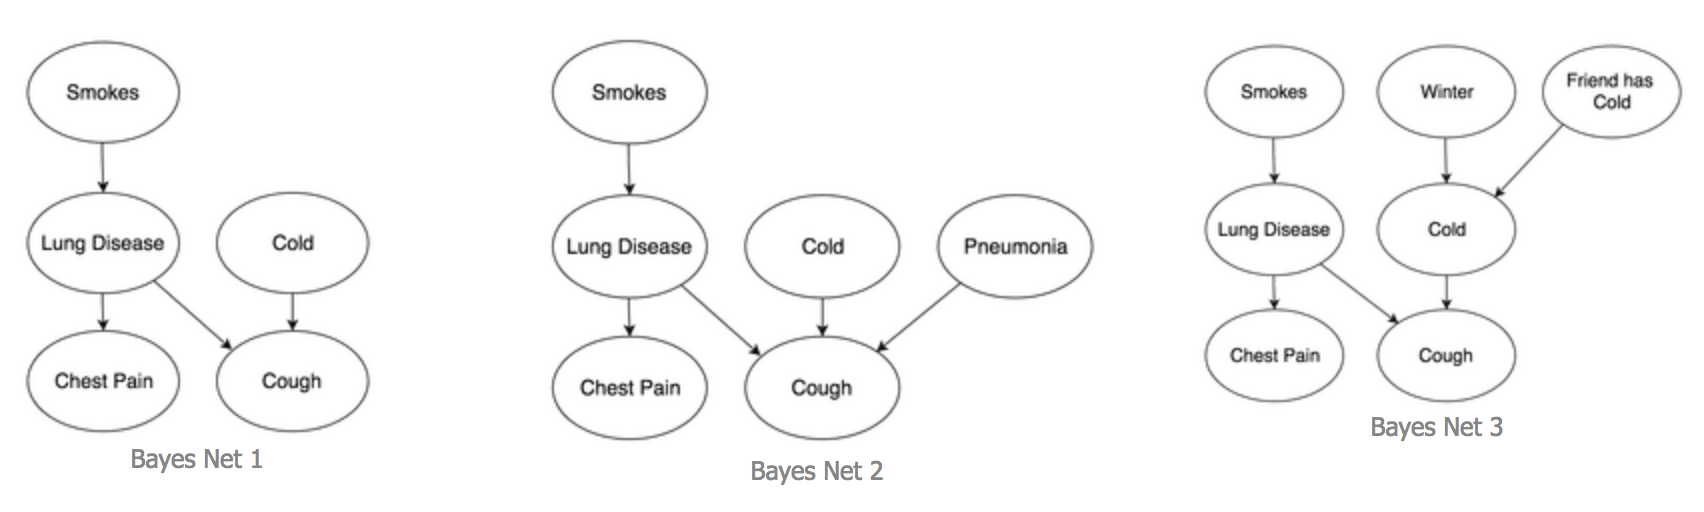 Smokes
Lung Disease
Cold
Chest Pain
Cough
Bayes Net 1
Smokes
Lung Disease
Cold
Pneumonia
Chest Pain
Cough
Bayes Net 2
Smokes
Winter
Friend has
Cold
Lung Disease
Cold
Chest Pain
Cough
Bayes Net 3